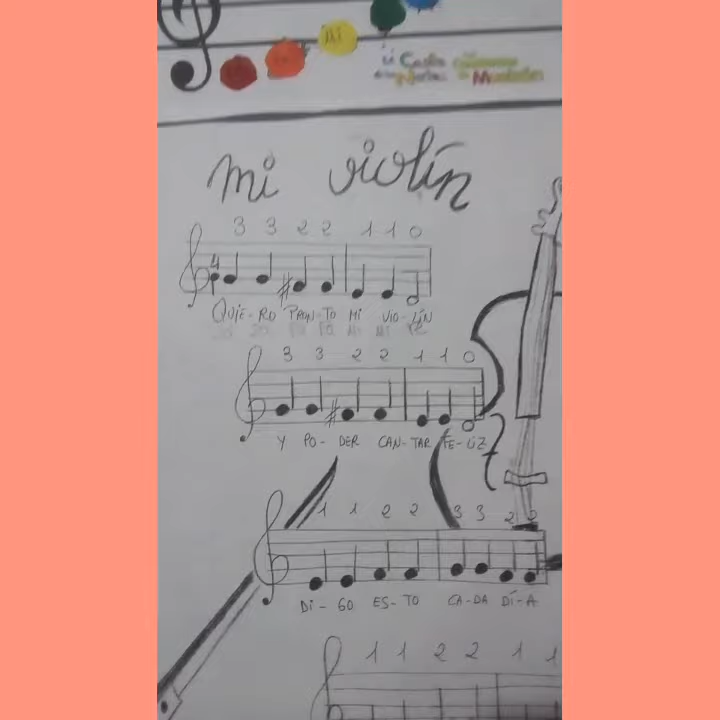 Mi
mi violín
3 3 2 2 1 1 0
QUIE-RO PRON-TO MI VIO-LÍN
3 3 2 2 1 1 0
Y PO-DER CAN-TAR FE-LIZ
1 1 2 2 3 3 2 2
DI-GO ES-TO CA-DA DÍ-A
1 1 2 2 1 1